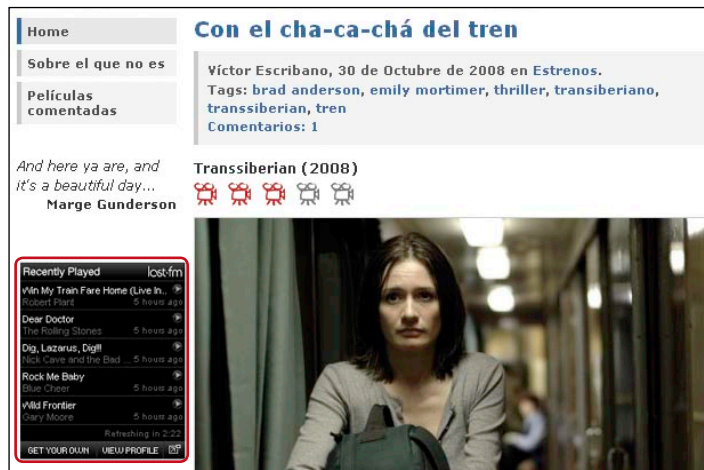 Home
Sobre el que no es
Películas
comentadas
And here ya are, and
it's a beautiful day...
Marge Gunderson
Con el cha-ca-chá del tren
Víctor Escribano, 30 de Octubre de 2008 en Estrenos.
Tags: brad anderson, emily mortimer, thriller, transiberiano,
transsiberian, tren
Comentarios: 1
Transsiberian (2008)
Recently Played last·fm
Win My Train Fare Home (Live In..
Robert Plant 5 hours ago
Dear Doctor
The Rolling Stones 5 hours ago
Dig, Lazarus, Dig!!!
Nick Cave and the Bad ... 5 hours ago
Rock Me Baby
Blue Cheer 5 hours ago
Wild Frontier
Gary Moore 5 hours ago
Refreshing in 2:22
GET YOUR OWN VIEW PROFILE